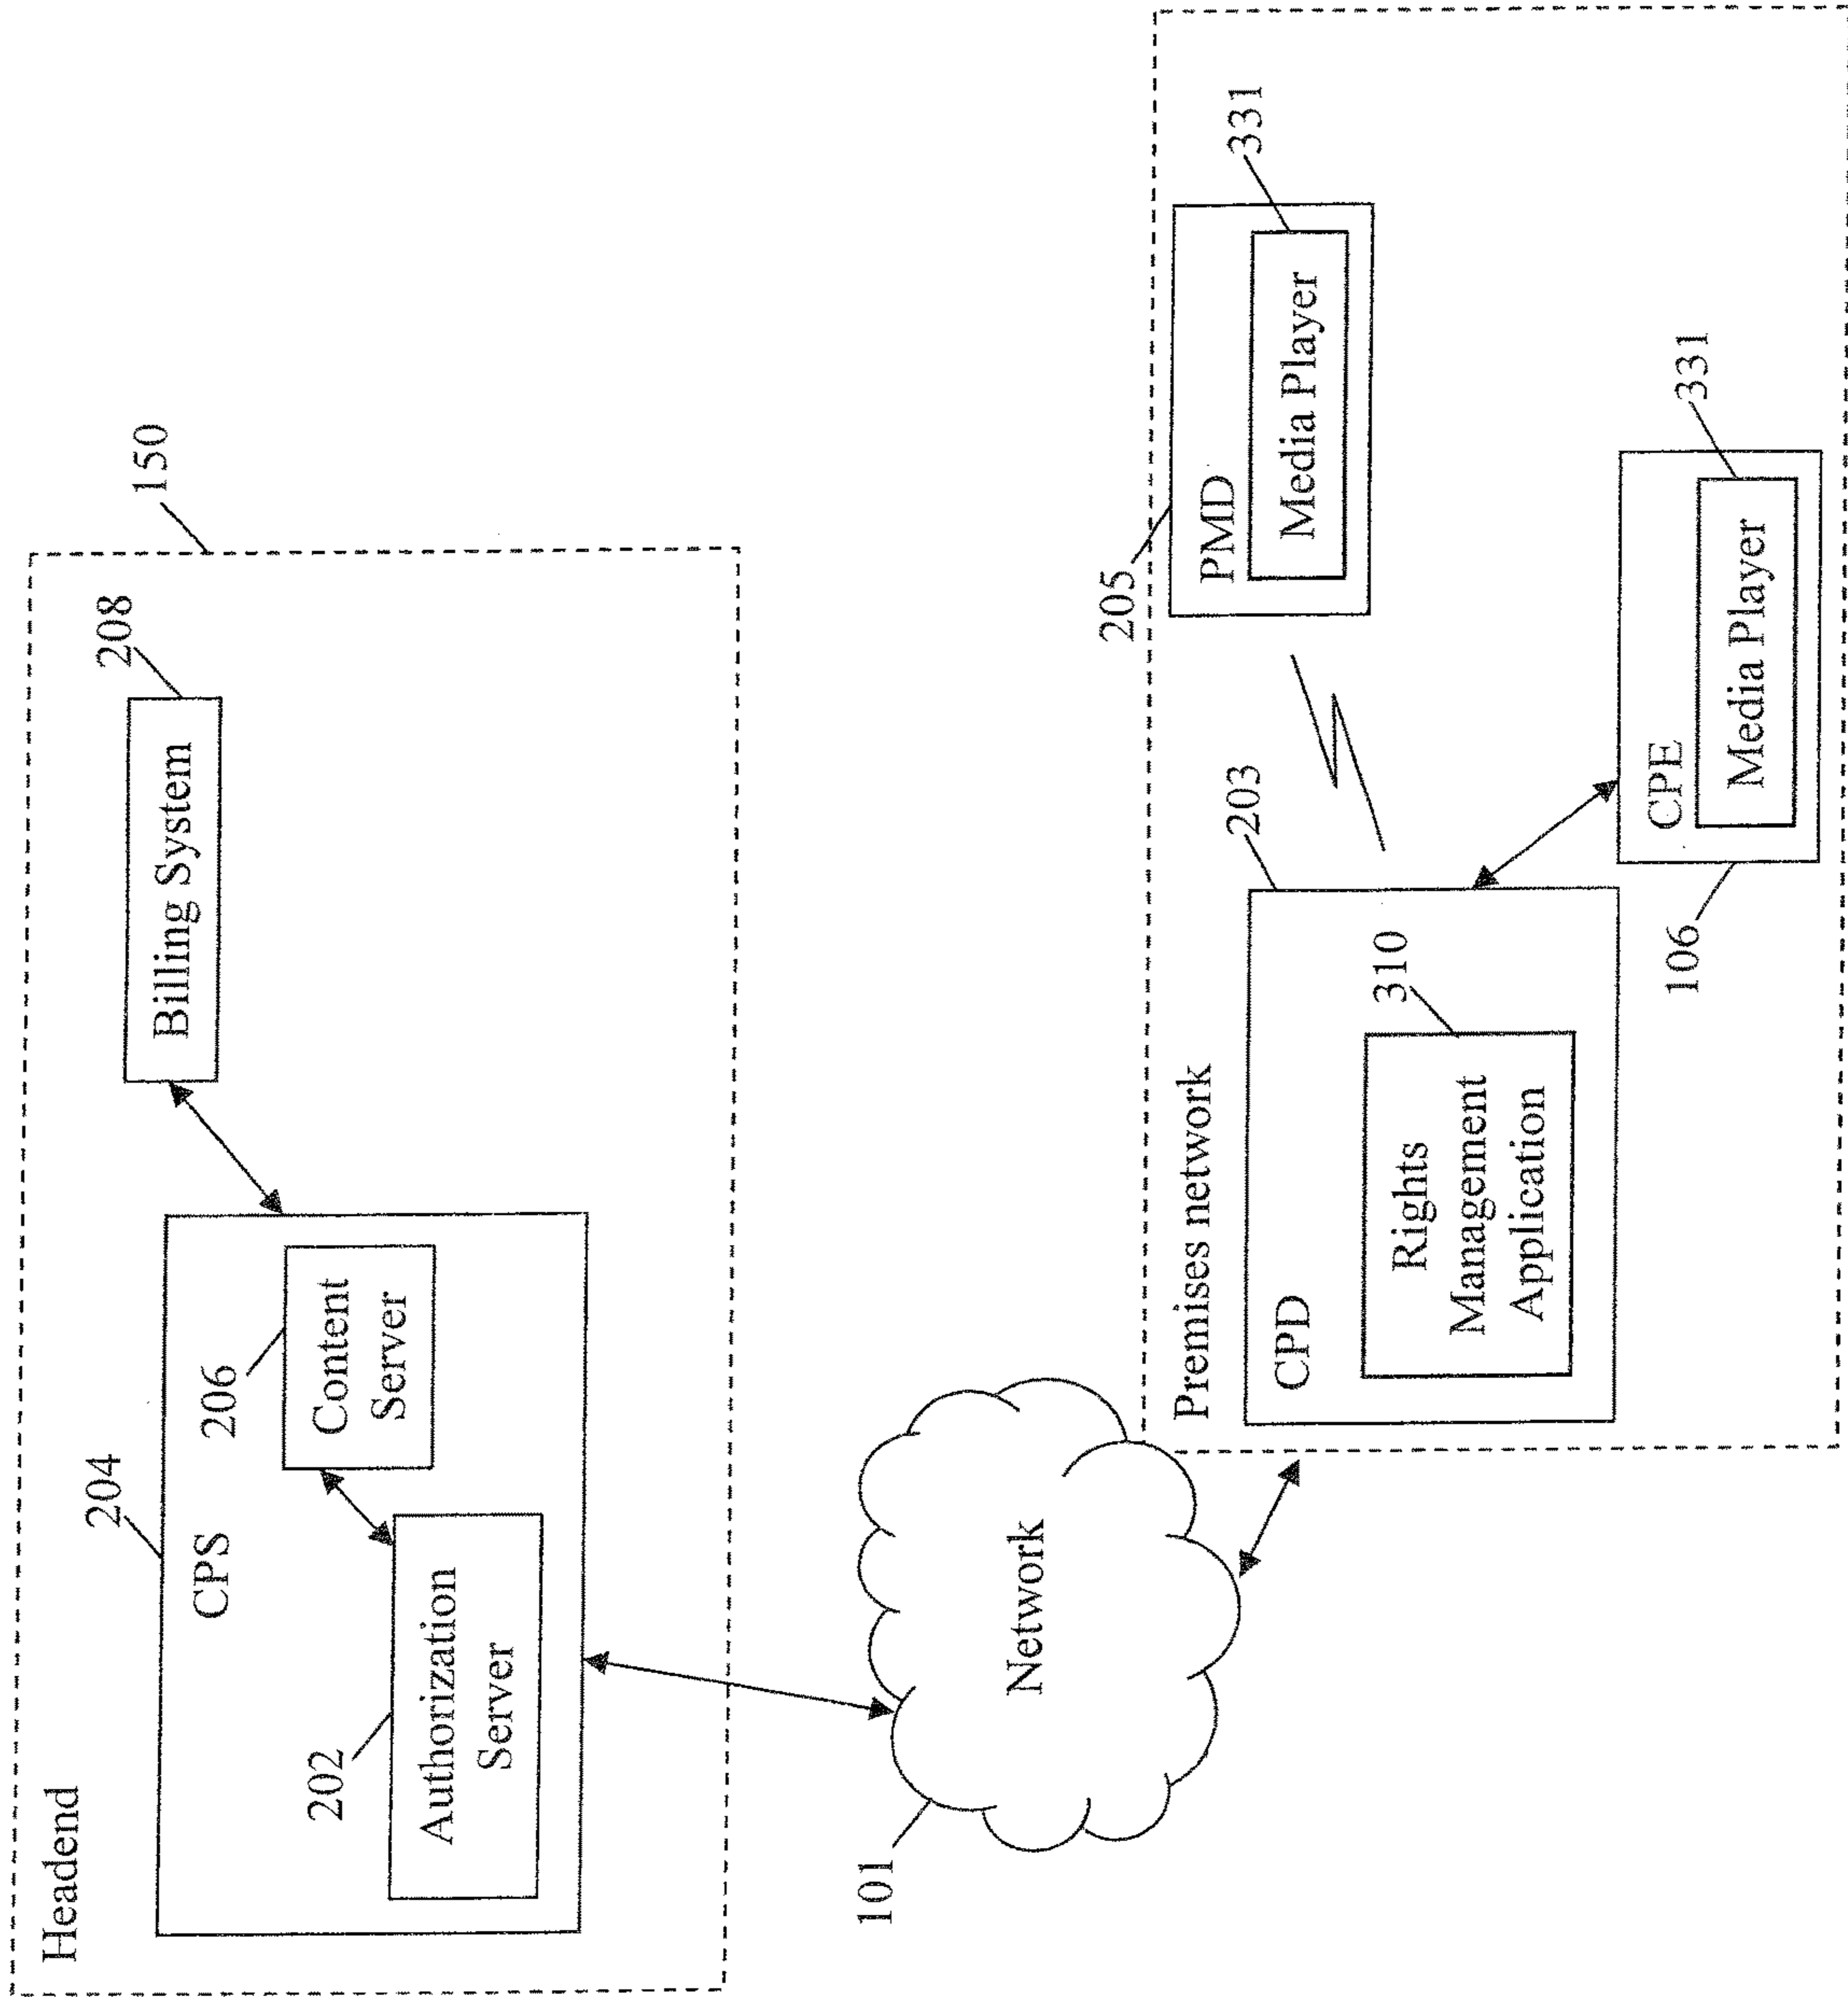 Headend
150
204
CPS
206
Content
Server
202
Authorization
Server
208
Billing System
101
Network
Premises network
203
CPD
310
Rights
Management
Application
205
PMD
331
Media Player
106
CPE
331
Media Player